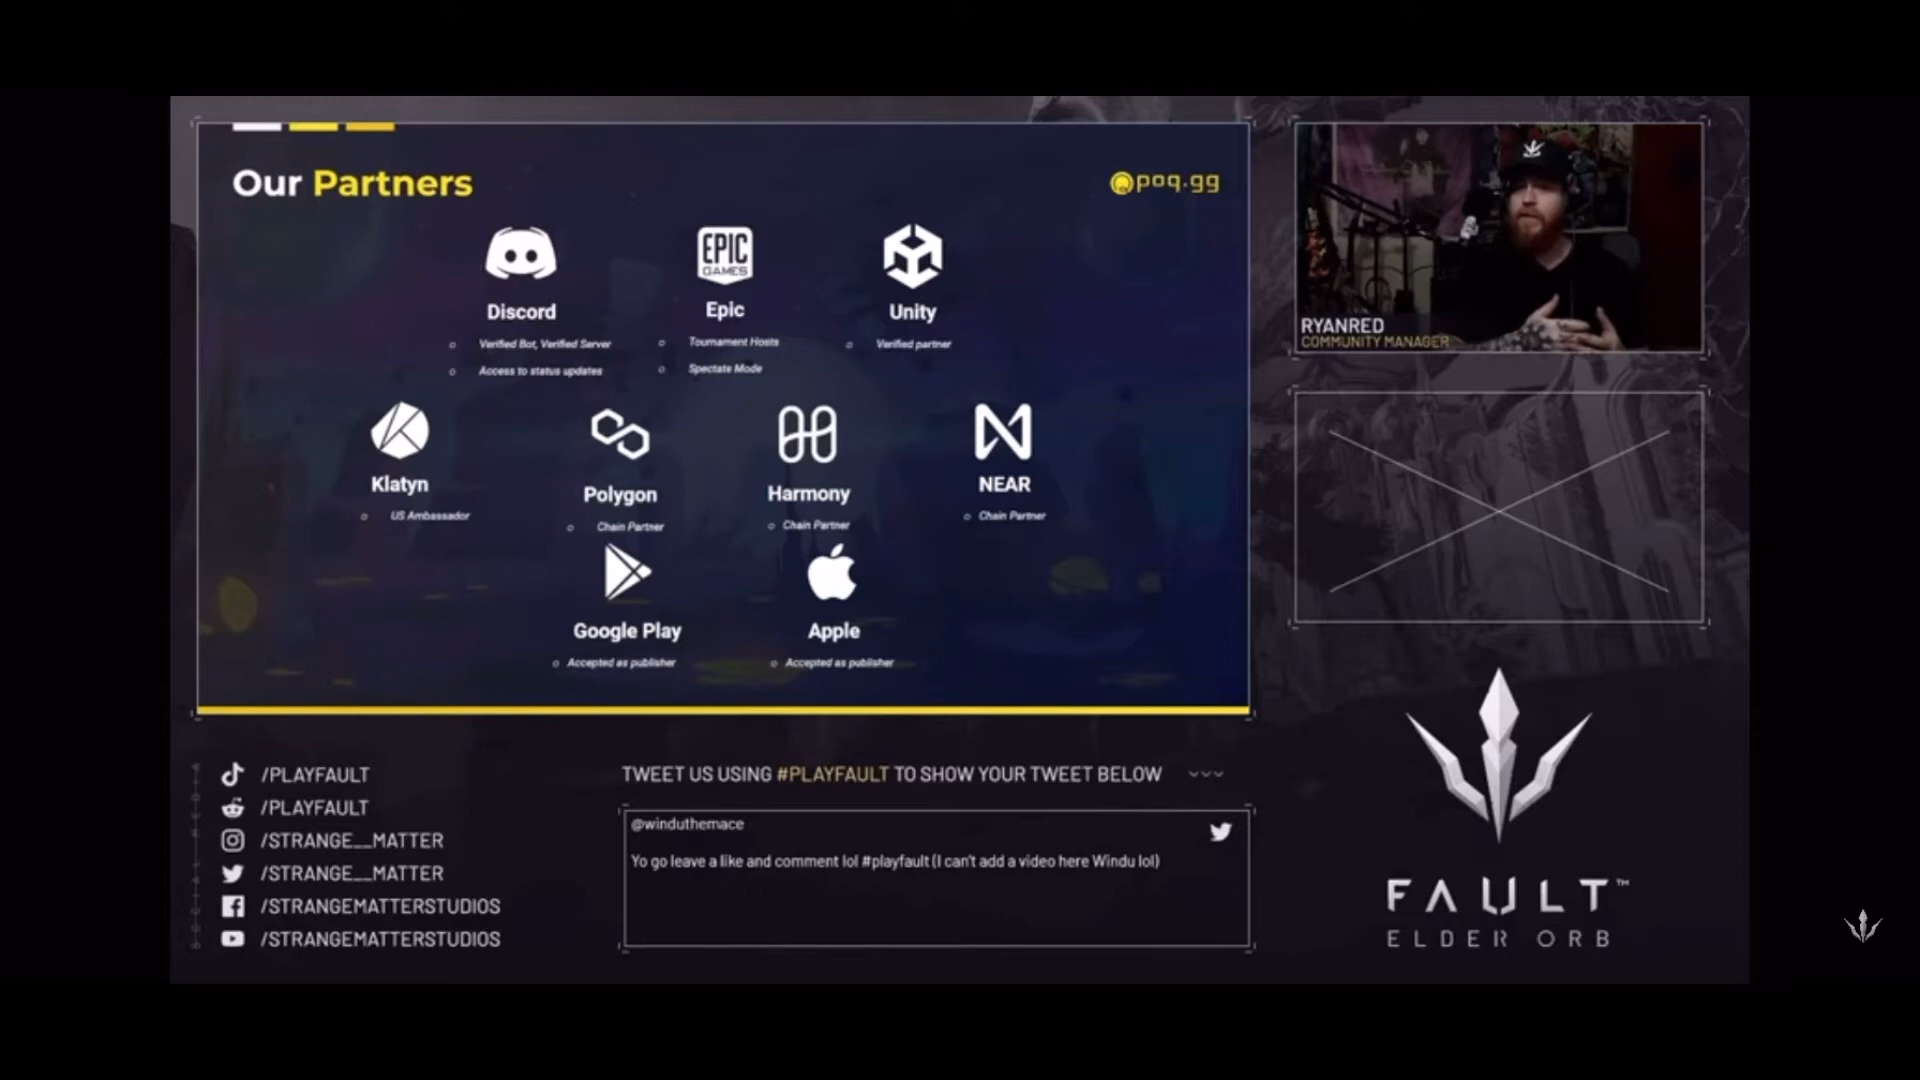 Our Partners
poq.gg
Discord
Verified Bot, Verified Server
Access to status updates
EPIC
GAMES
Epic
Tournament Hosts
Spectate Mode
Unity
Verified partner
Klatyn
US Ambassador
Polygon
Chain Partner
Harmony
Chain Partner
NEAR
Chain Partner
Google Play
Accepted as publisher
Apple
Accepted as publisher
RYANRED
COMMUNITY MANAGER
/PLAYFAULT
/PLAYFAULT
/STRANGE__MATTER
/STRANGE__MATTER
/STRANGEMATTERSTUDIOS
/STRANGEMATTERSTUDIOS
TWEET US USING #PLAYFAULT TO SHOW YOUR TWEET BELOW
@winduthemace
Yo go leave a like and comment lol #playfault (I can't add a video here Windu lol)
FAULT™
ELDER ORB